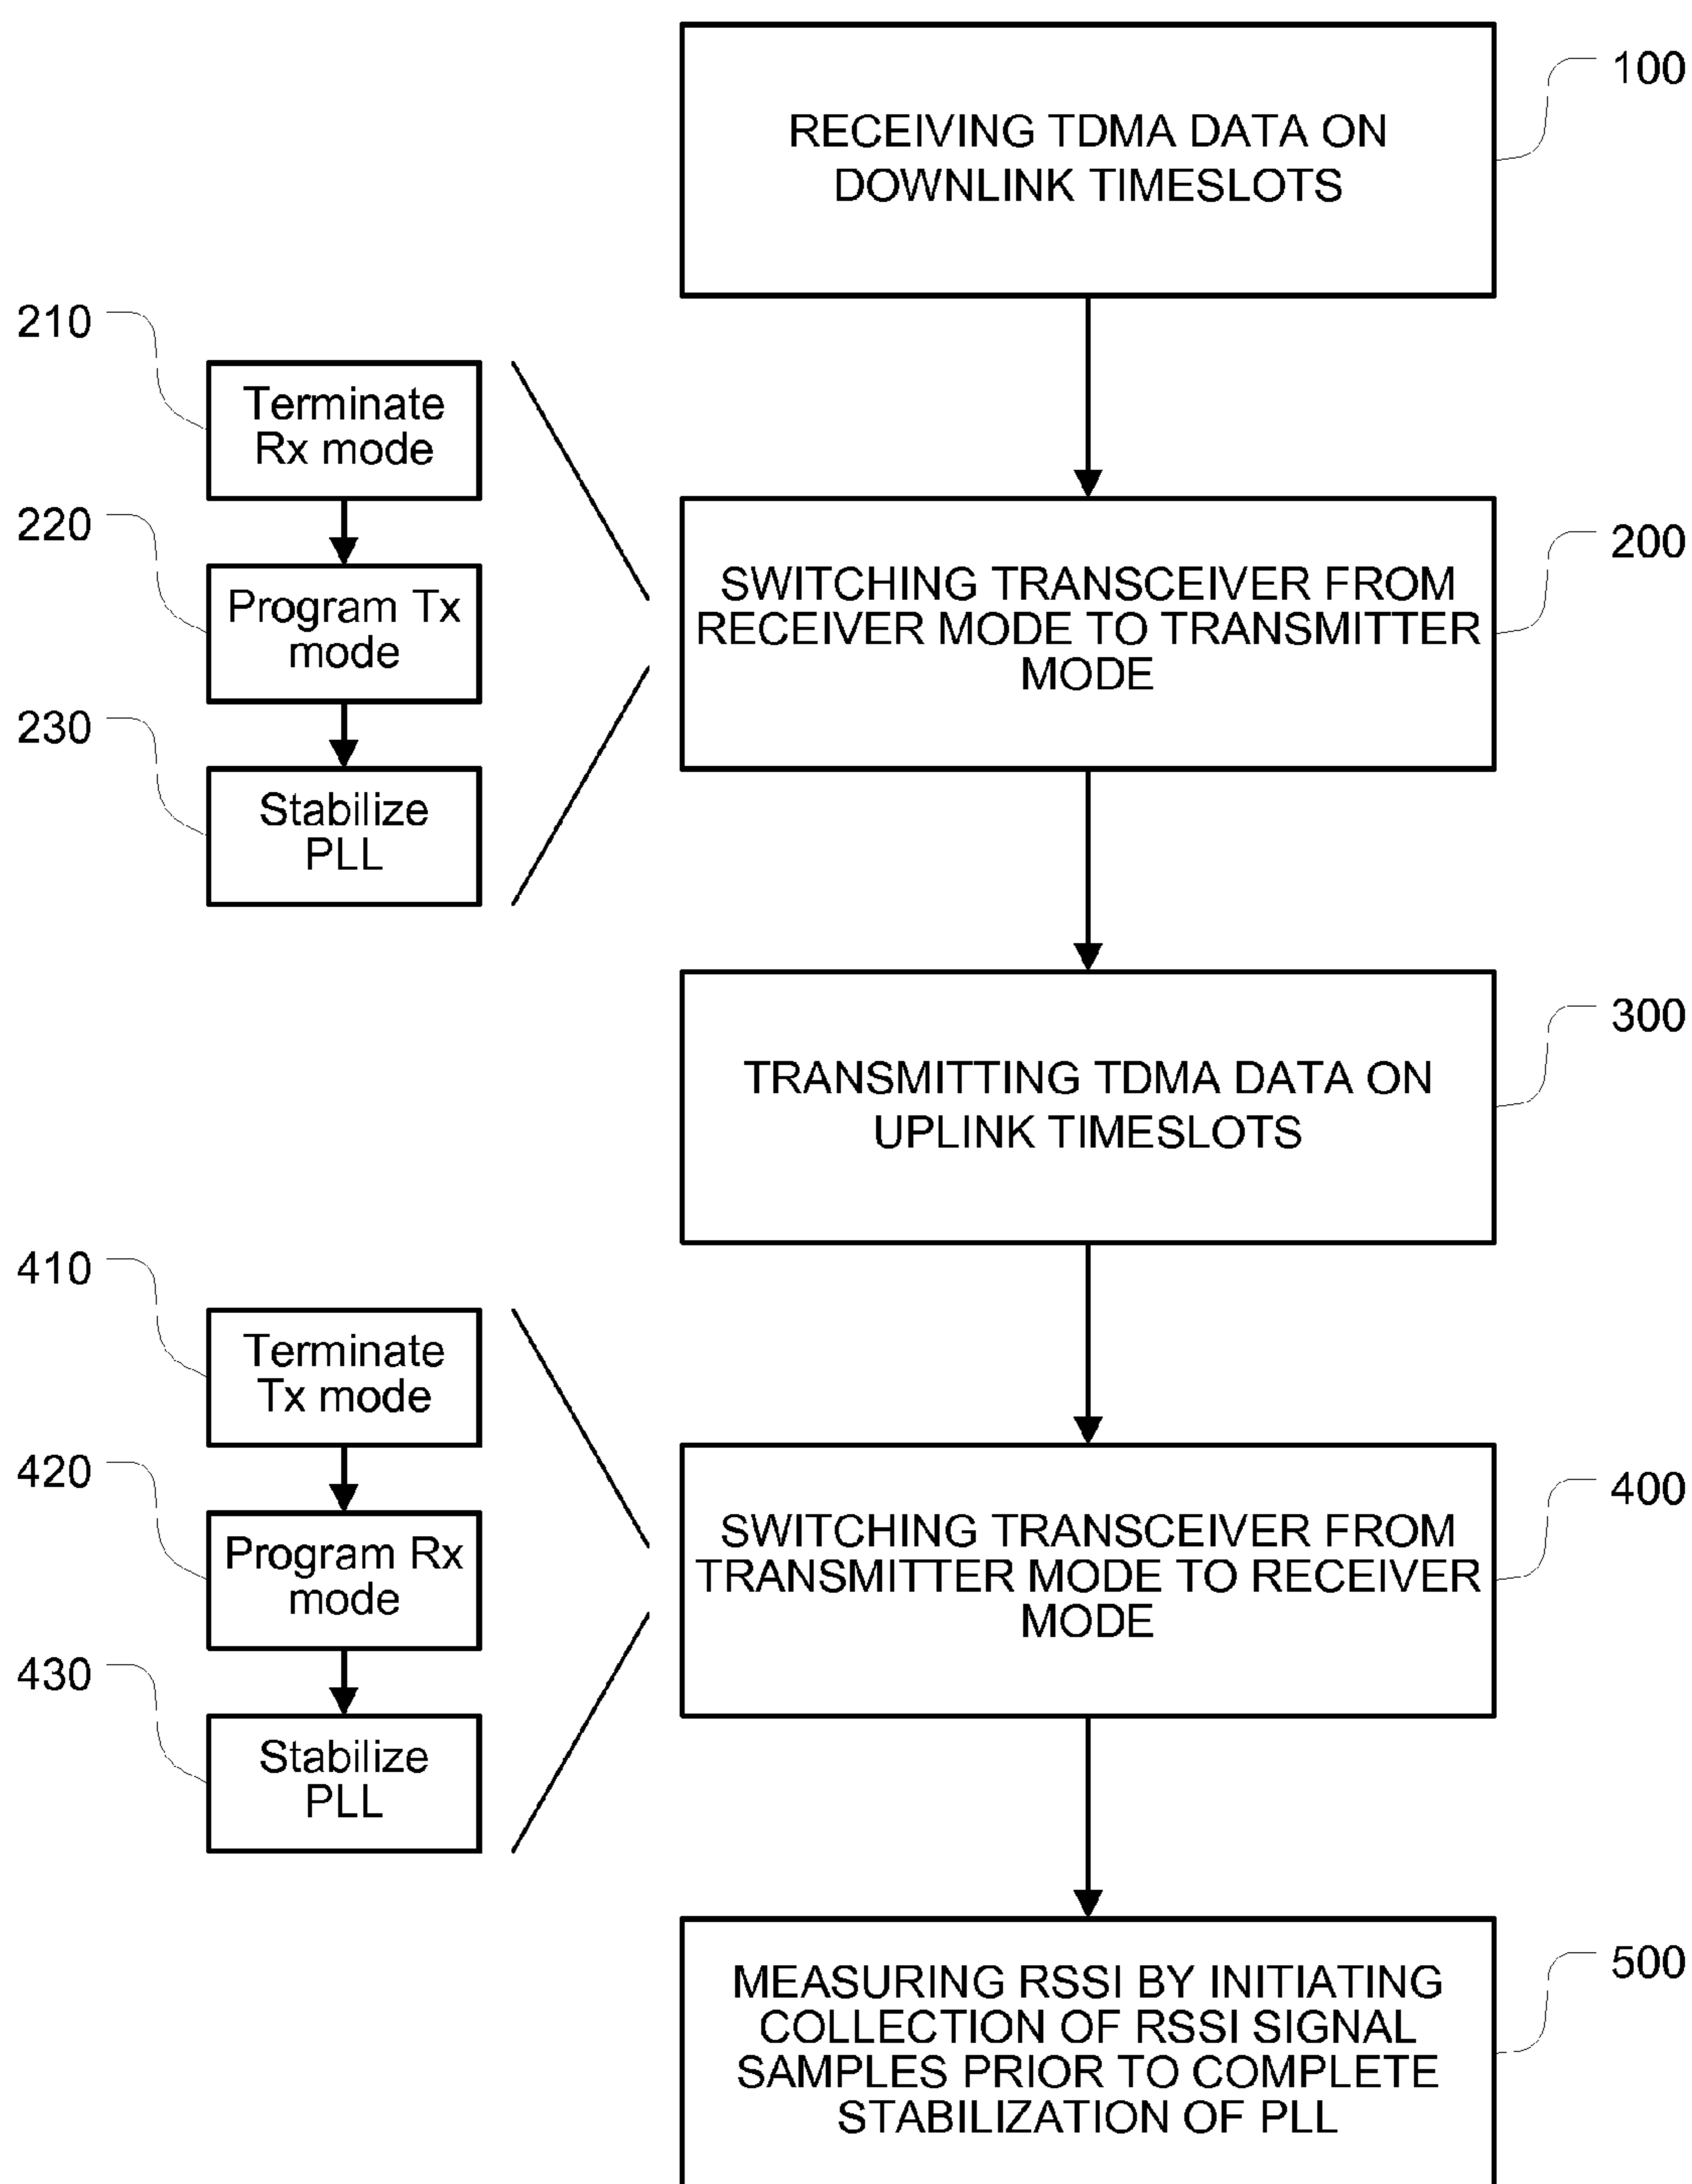 RECEIVING TDMA DATA ON
DOWNLINK TIMESLOTS
100
210
Terminate
Rx mode
220
Program Tx
mode
230
Stabilize
PLL
SWITCHING TRANSCEIVER FROM
RECEIVER MODE TO TRANSMITTER
MODE
200
TRANSMITTING TDMA DATA ON
UPLINK TIMESLOTS
300
410
Terminate
Tx mode
420
Program Rx
mode
430
Stabilize
PLL
SWITCHING TRANSCEIVER FROM
TRANSMITTER MODE TO RECEIVER
MODE
400
MEASURING RSSI BY INITIATING
COLLECTION OF RSSI SIGNAL
SAMPLES PRIOR TO COMPLETE
STABILIZATION OF PLL
500